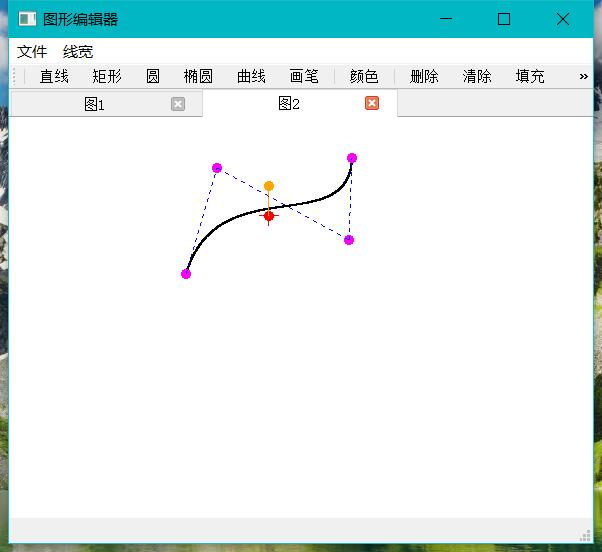 图形编辑器
文件 线宽
直线 矩形 圆 椭圆 曲线 画笔 颜色 删除 清除 填充 »
图1 图2